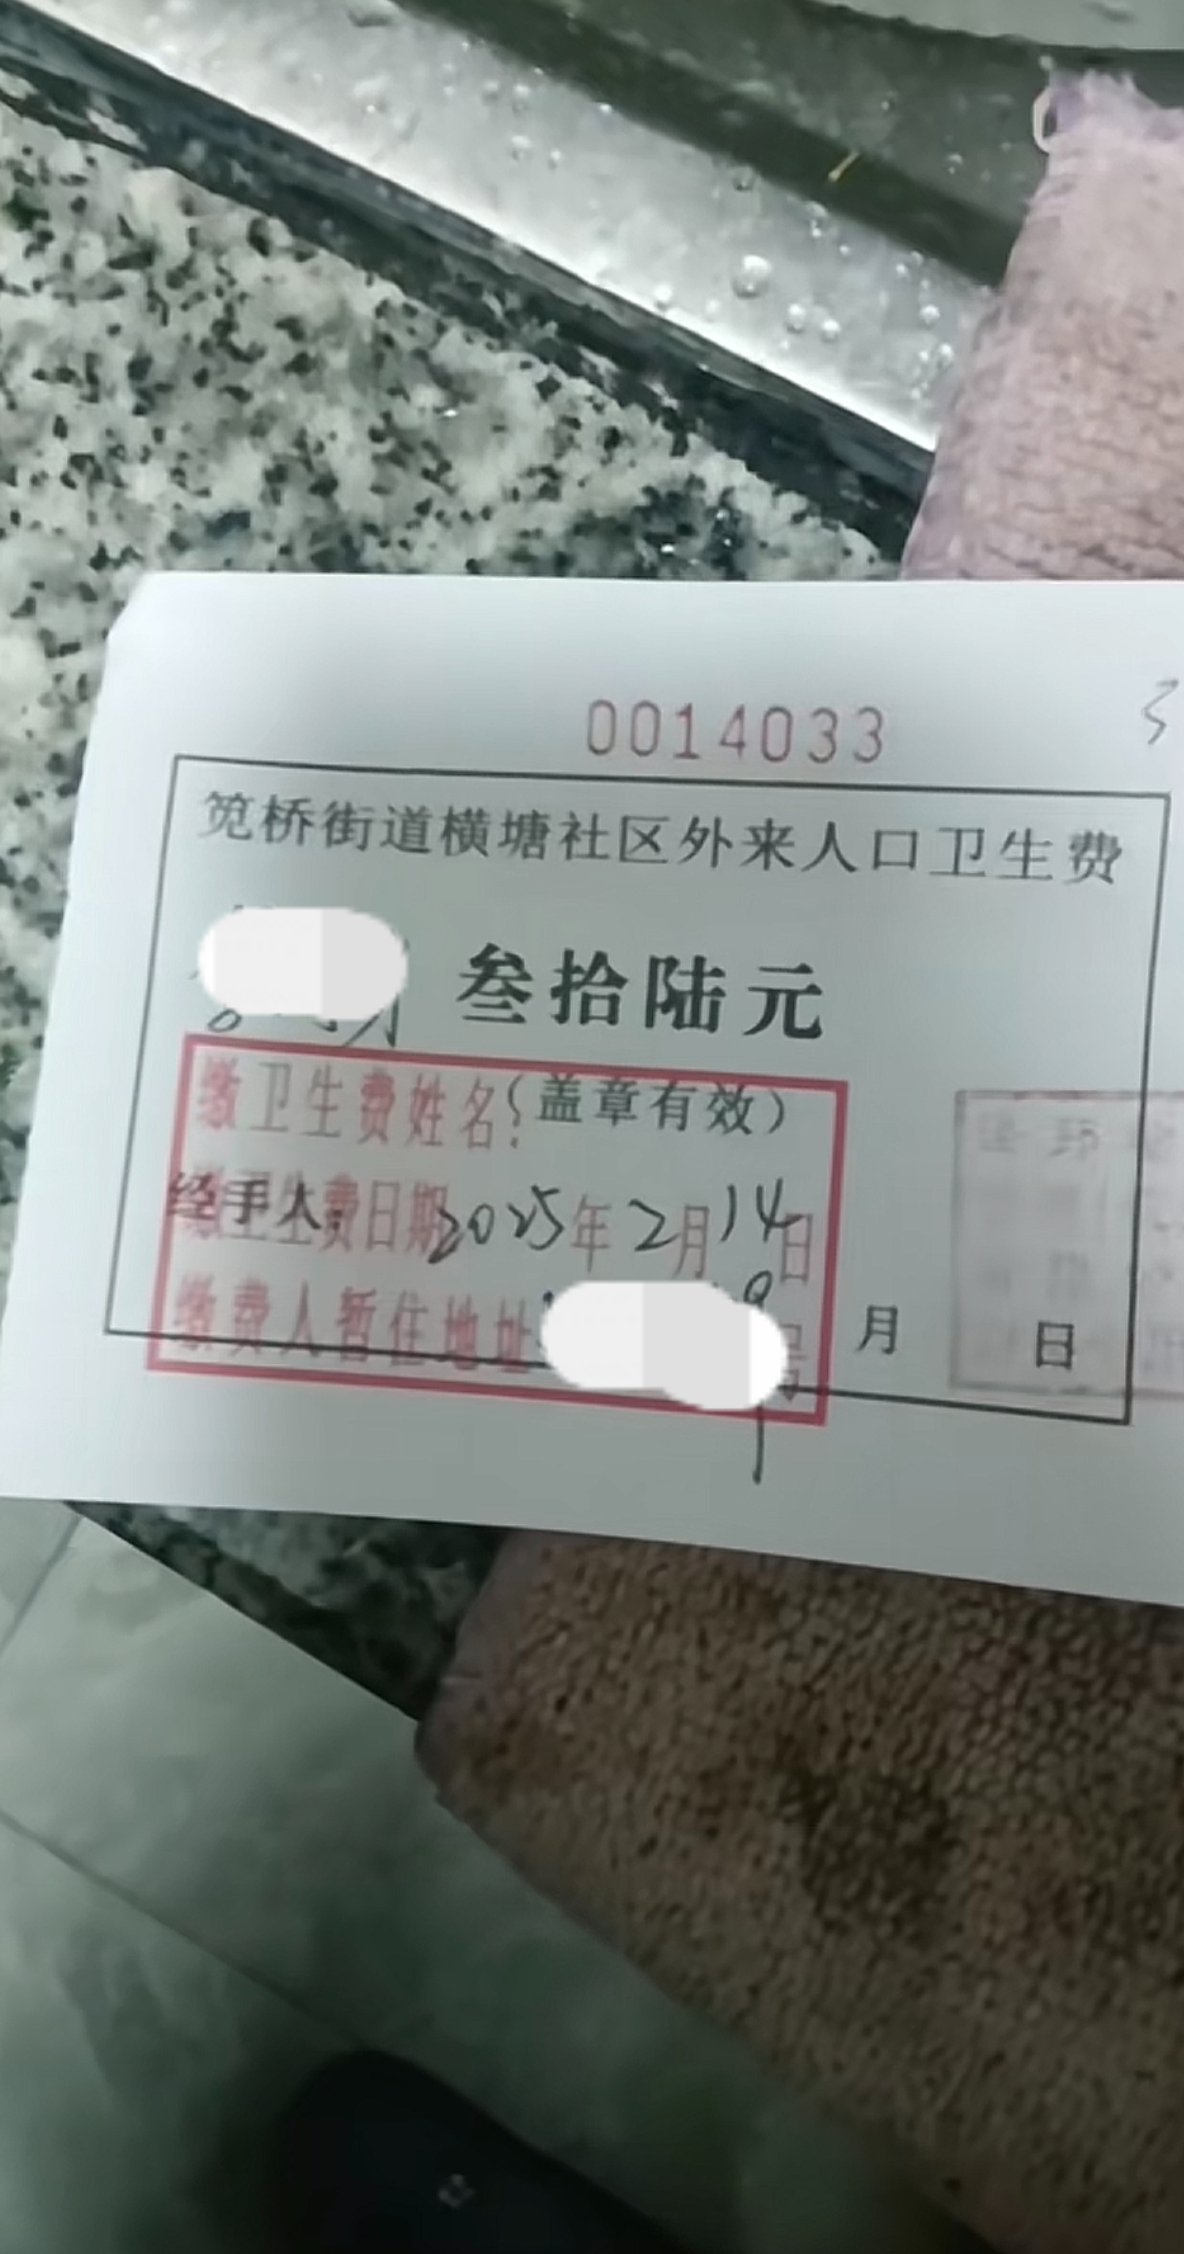 0014033
笕桥街道横塘社区外来人口卫生费
叁拾陆元
缴卫生费姓名:(盖章有效)
经手人
缴卫生费日期2025年2月14日
缴费人暂住地址 号
月 日